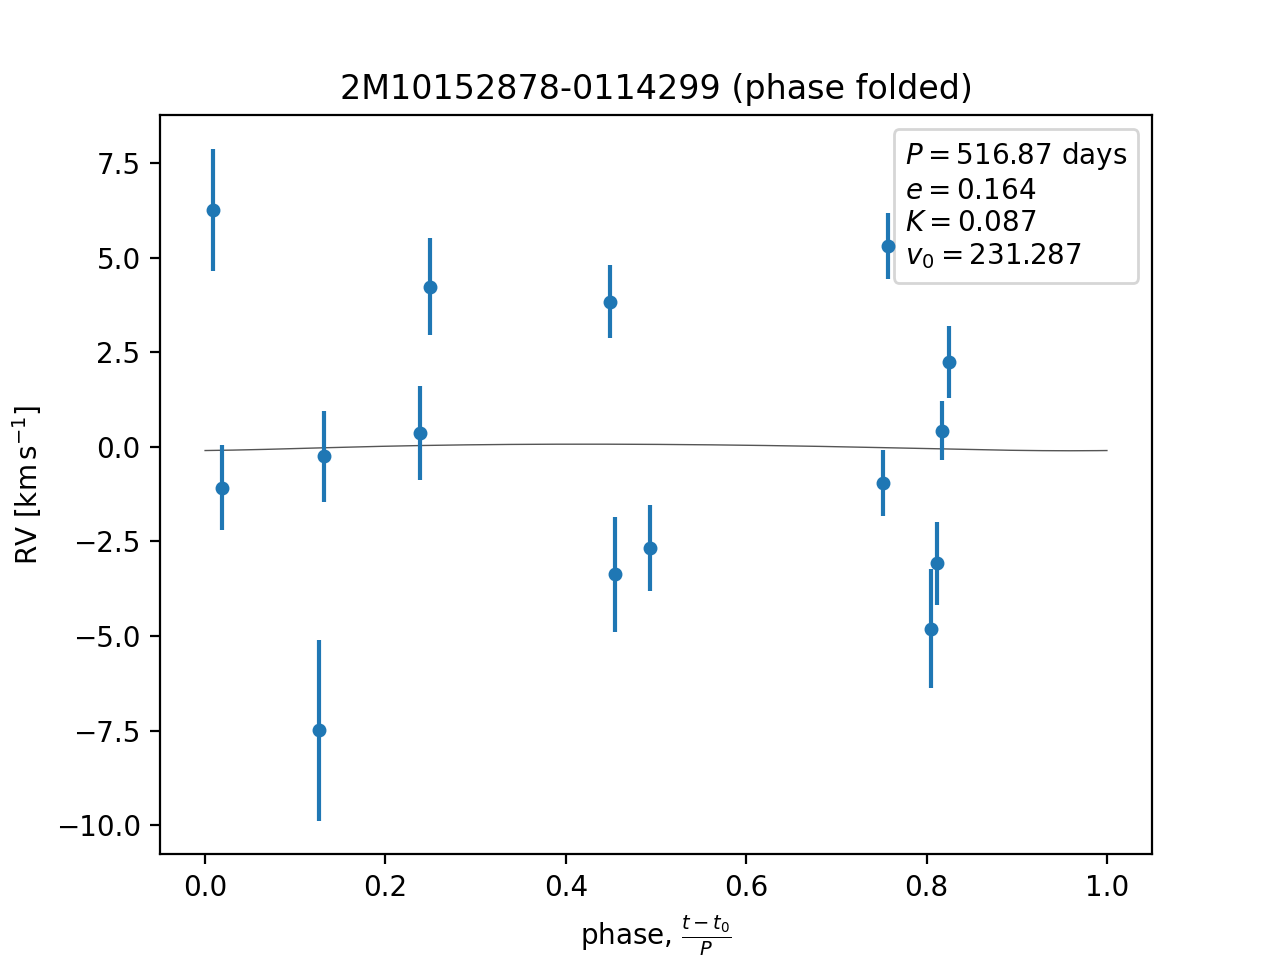 2M10152878-0114299 (phase folded)
P = 516.87 days
e = 0.164
K = 0.087
v₀ = 231.287
7.5
5.0
2.5
0.0
−2.5
−5.0
−7.5
−10.0
RV [km s⁻¹]
0.0 0.2 0.4 0.6 0.8 1.0
phase, (t − t₀)/P